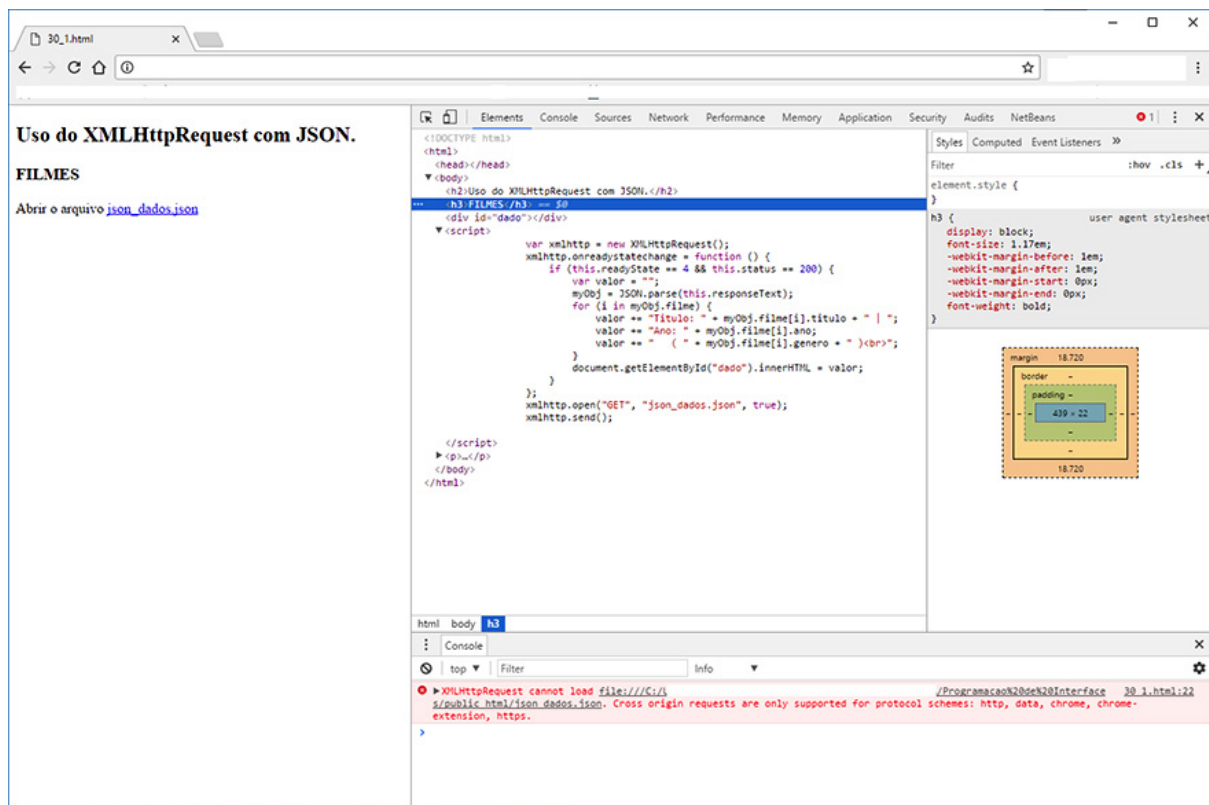 30_1.html
Uso do XMLHttpRequest com JSON.
FILMES
Abrir o arquivo json_dados.json
Elements Console Sources Network Performance Memory Application Security Audits NetBeans 1
<!DOCTYPE html>
<html>
<head></head>
<body>
<h2>Uso do XMLHttpRequest com JSON.</h2>
<h3>FILMES</h3> == $0
<div id="dado"></div>
<script>
var xmlhttp = new XMLHttpRequest();
xmlhttp.onreadystatechange = function () {
if (this.readyState == 4 && this.status == 200) {
var valor = "";
myObj = JSON.parse(this.responseText);
for (i in myObj.filme) {
valor += "Titulo: " + myObj.filme[i].titulo + " | ";
valor += "Ano: " + myObj.filme[i].ano;
valor += "   ( " + myObj.filme[i].genero + " )<br>";
}
document.getElementById("dado").innerHTML = valor;
}
};
xmlhttp.open("GET", "json_dados.json", true);
xmlhttp.send();
</script>
<p>…</p>
</body>
</html>
html body h3
Styles Computed Event Listeners »
Filter :hov .cls +
element.style {
}
h3 { user agent stylesheet
display: block;
font-size: 1.17em;
-webkit-margin-before: 1em;
-webkit-margin-after: 1em;
-webkit-margin-start: 0px;
-webkit-margin-end: 0px;
font-weight: bold;
}
margin 18.720
border -
padding -
- - - 439 × 22 - - -
-
-
18.720
Console
top ▼ Filter Info ▼
XMLHttpRequest cannot load file:///C:/ /Programacao%20de%20Interface 30_1.html:22
s/public_html/json_dados.json. Cross origin requests are only supported for protocol schemes: http, data, chrome, chrome-
extension, https.